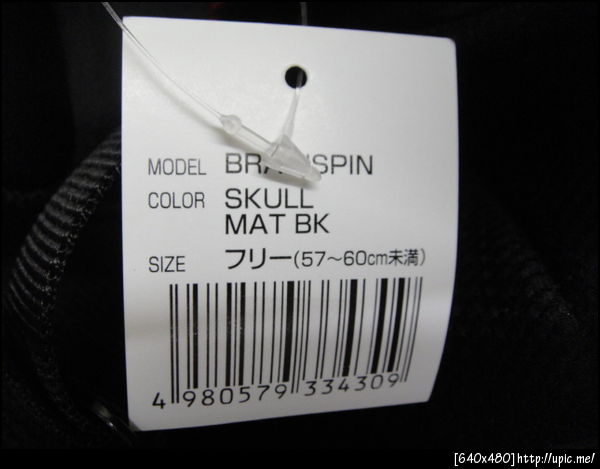 MODEL SPIN
COLOR SKULL
MAT BK
SIZE フリー(57～60cm未満)
4 980579 334309
[640x480]http://upic.me/